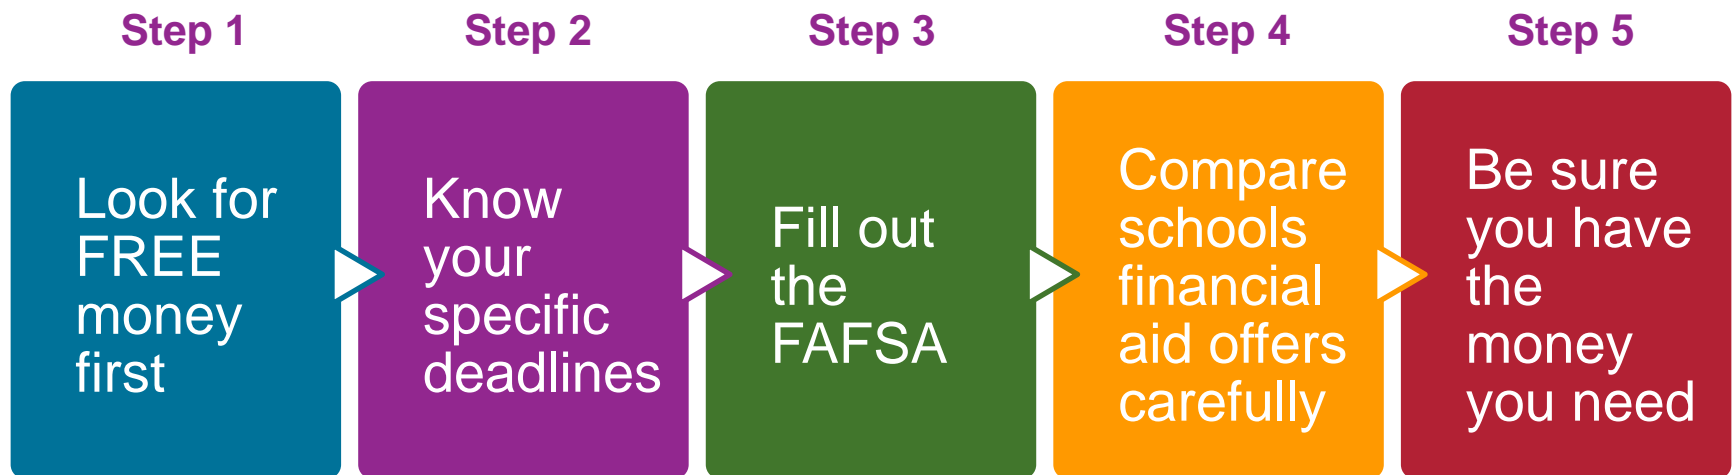 Step 1
Look for
FREE
money
first
Step 2
Know
your
specific
deadlines
Step 3
Fill out
the
FAFSA
Step 4
Compare
schools
financial
aid offers
carefully
Step 5
Be sure
you have
the
money
you need